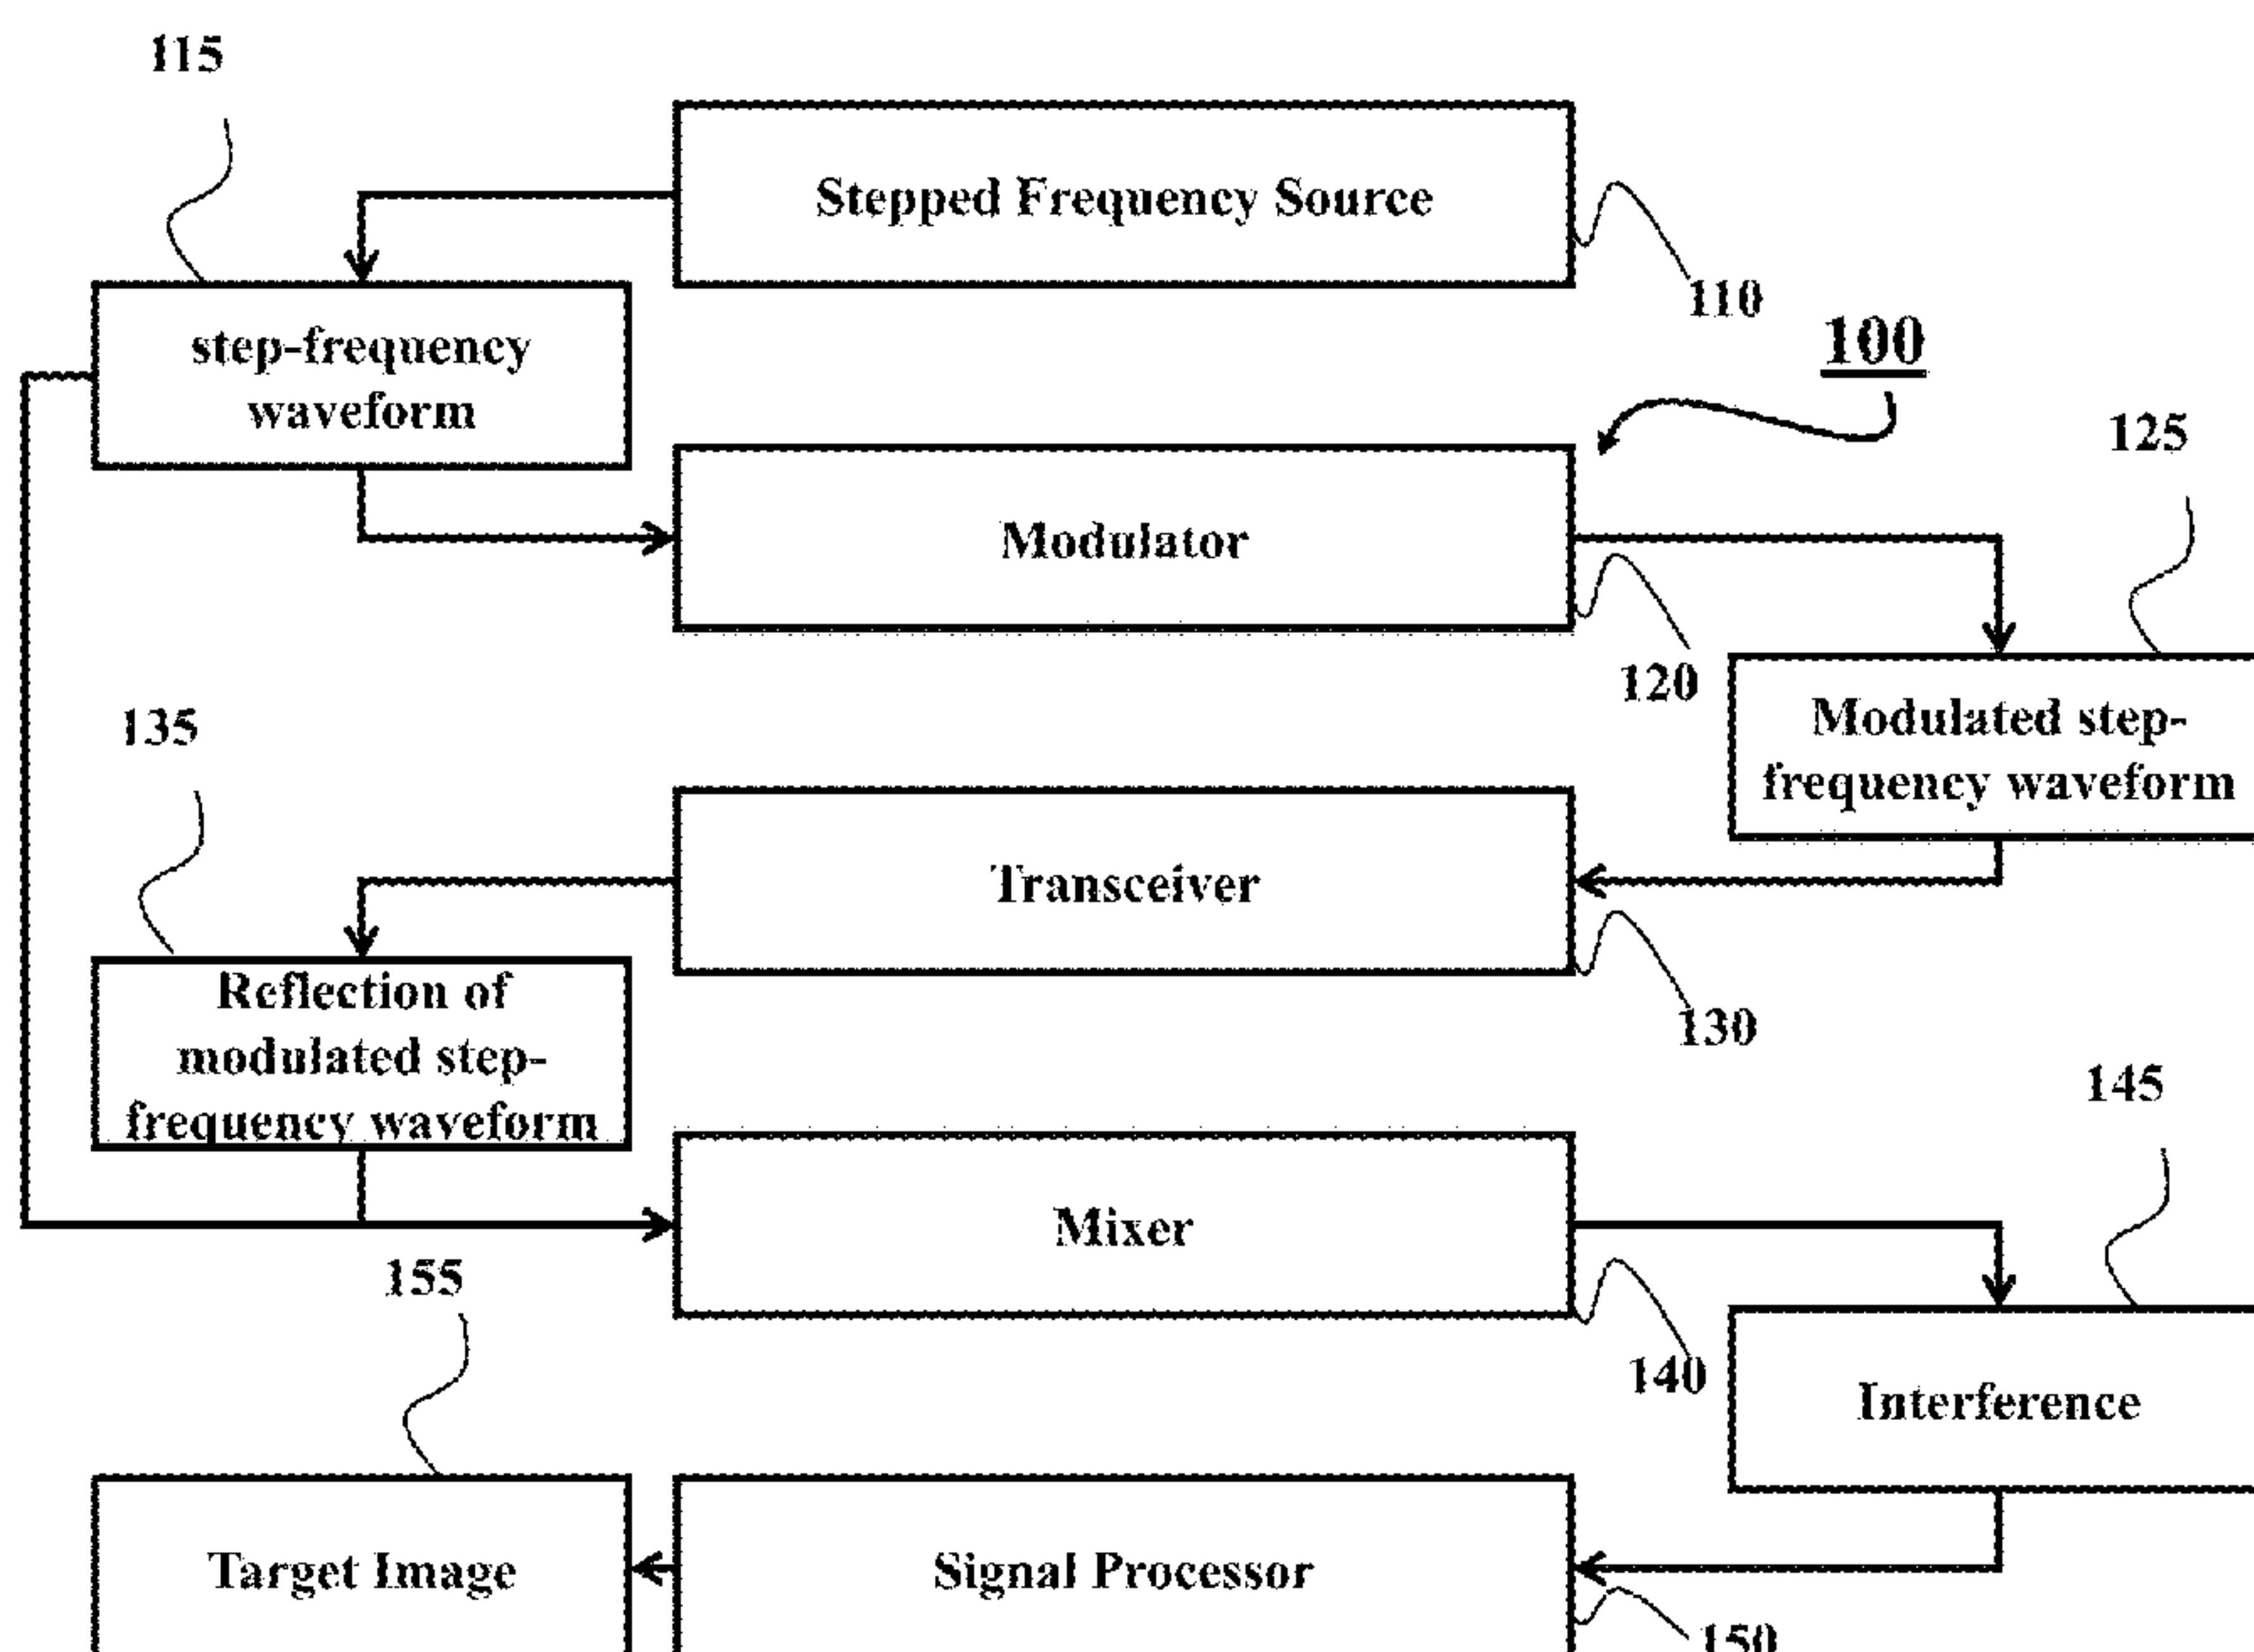 115
Stepped Frequency Source
110
step-frequency
waveform
100
125
Modulator
120
Modulated step-
frequency waveform
135
Transceiver
130
Reflection of
modulated step-
frequency waveform
145
Mixer
140
155
Interference
Target Image
Signal Processor
150